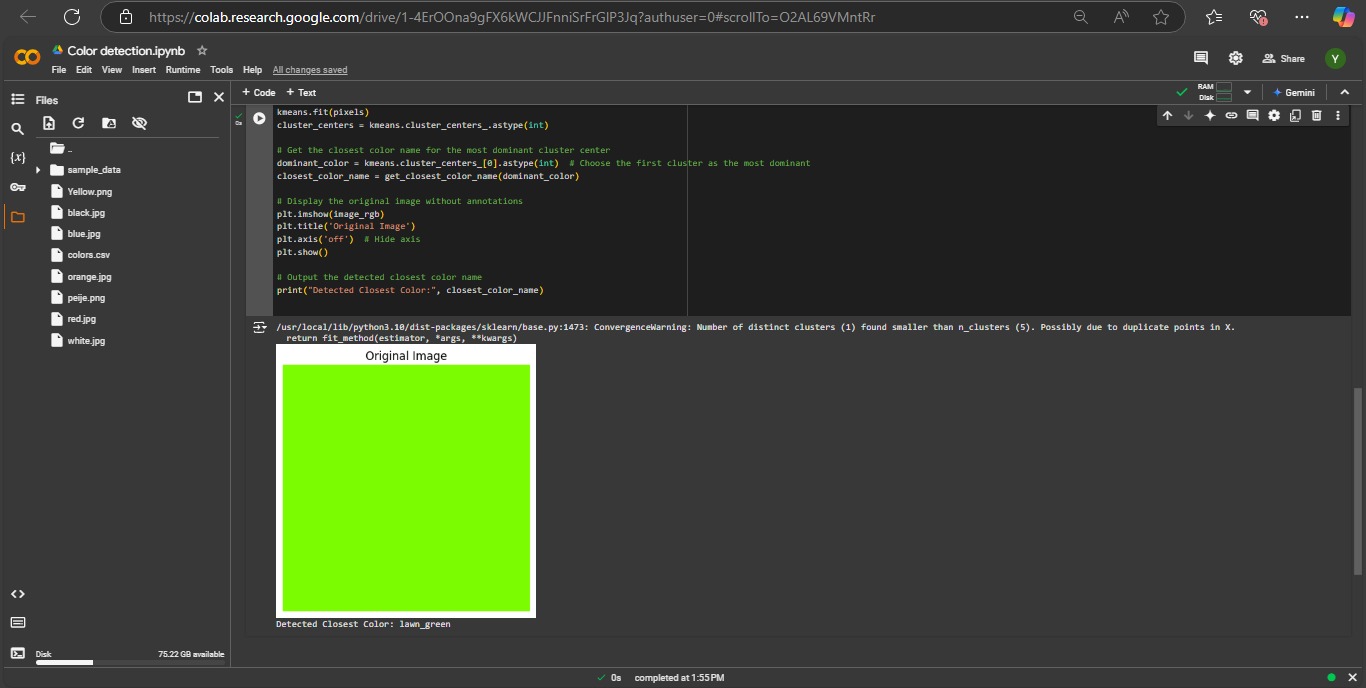 https://colab.research.google.com/drive/1-4ErOOna9gFX6kWCJJFnniSrFrGIP3Jq?authuser=0#scrollTo=O2AL69VMntRr
Color detection.ipynb
File Edit View Insert Runtime Tools Help All changes saved
Share
Y
Files
+ Code + Text
RAM
Disk
Gemini
..
sample_data
Yellow.png
black.jpg
blue.jpg
colors.csv
orange.jpg
peije.png
red.jpg
white.jpg
Disk
75.22 GB available
0s
kmeans.fit(pixels)
cluster_centers = kmeans.cluster_centers_.astype(int)
# Get the closest color name for the most dominant cluster center
dominant_color = kmeans.cluster_centers_[0].astype(int)  # Choose the first cluster as the most dominant
closest_color_name = get_closest_color_name(dominant_color)
# Display the original image without annotations
plt.imshow(image_rgb)
plt.title('Original Image')
plt.axis('off')  # Hide axis
plt.show()
# Output the detected closest color name
print("Detected Closest Color:", closest_color_name)
/usr/local/lib/python3.10/dist-packages/sklearn/base.py:1473: ConvergenceWarning: Number of distinct clusters (1) found smaller than n_clusters (5). Possibly due to duplicate points in X.
return fit_method(estimator, *args, **kwargs)
Original Image
Detected Closest Color: lawn_green
0s completed at 1:55 PM